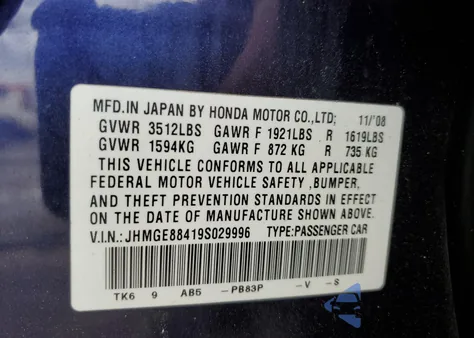 MFD.IN JAPAN BY HONDA MOTOR CO.,LTD; 11/'08
GVWR 3512LBS GAWR F 1921LBS R 1619LBS
GVWR 1594KG GAWR F 872 KG R 735 KG
THIS VEHICLE CONFORMS TO ALL APPLICABLE
FEDERAL MOTOR VEHICLE SAFETY ,BUMPER,
AND THEFT PREVENTION STANDARDS IN EFFECT
ON THE DATE OF MANUFACTURE SHOWN ABOVE.
V.I.N.:JHMGE88419S029996 TYPE:PASSENGER CAR
TK6 9 AB5 -PB83P -V -S